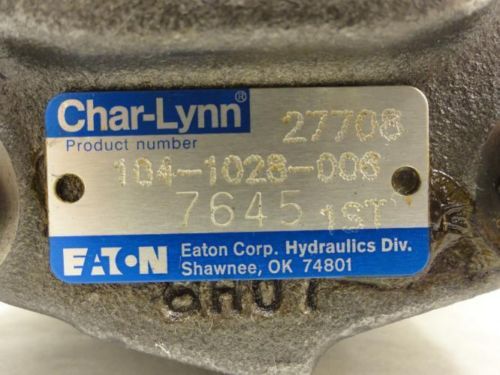 Char-Lynn® 27708
Product number
104-1028-006
7645 1ST
EATON Eaton Corp. Hydraulics Div.
Shawnee, OK 74801